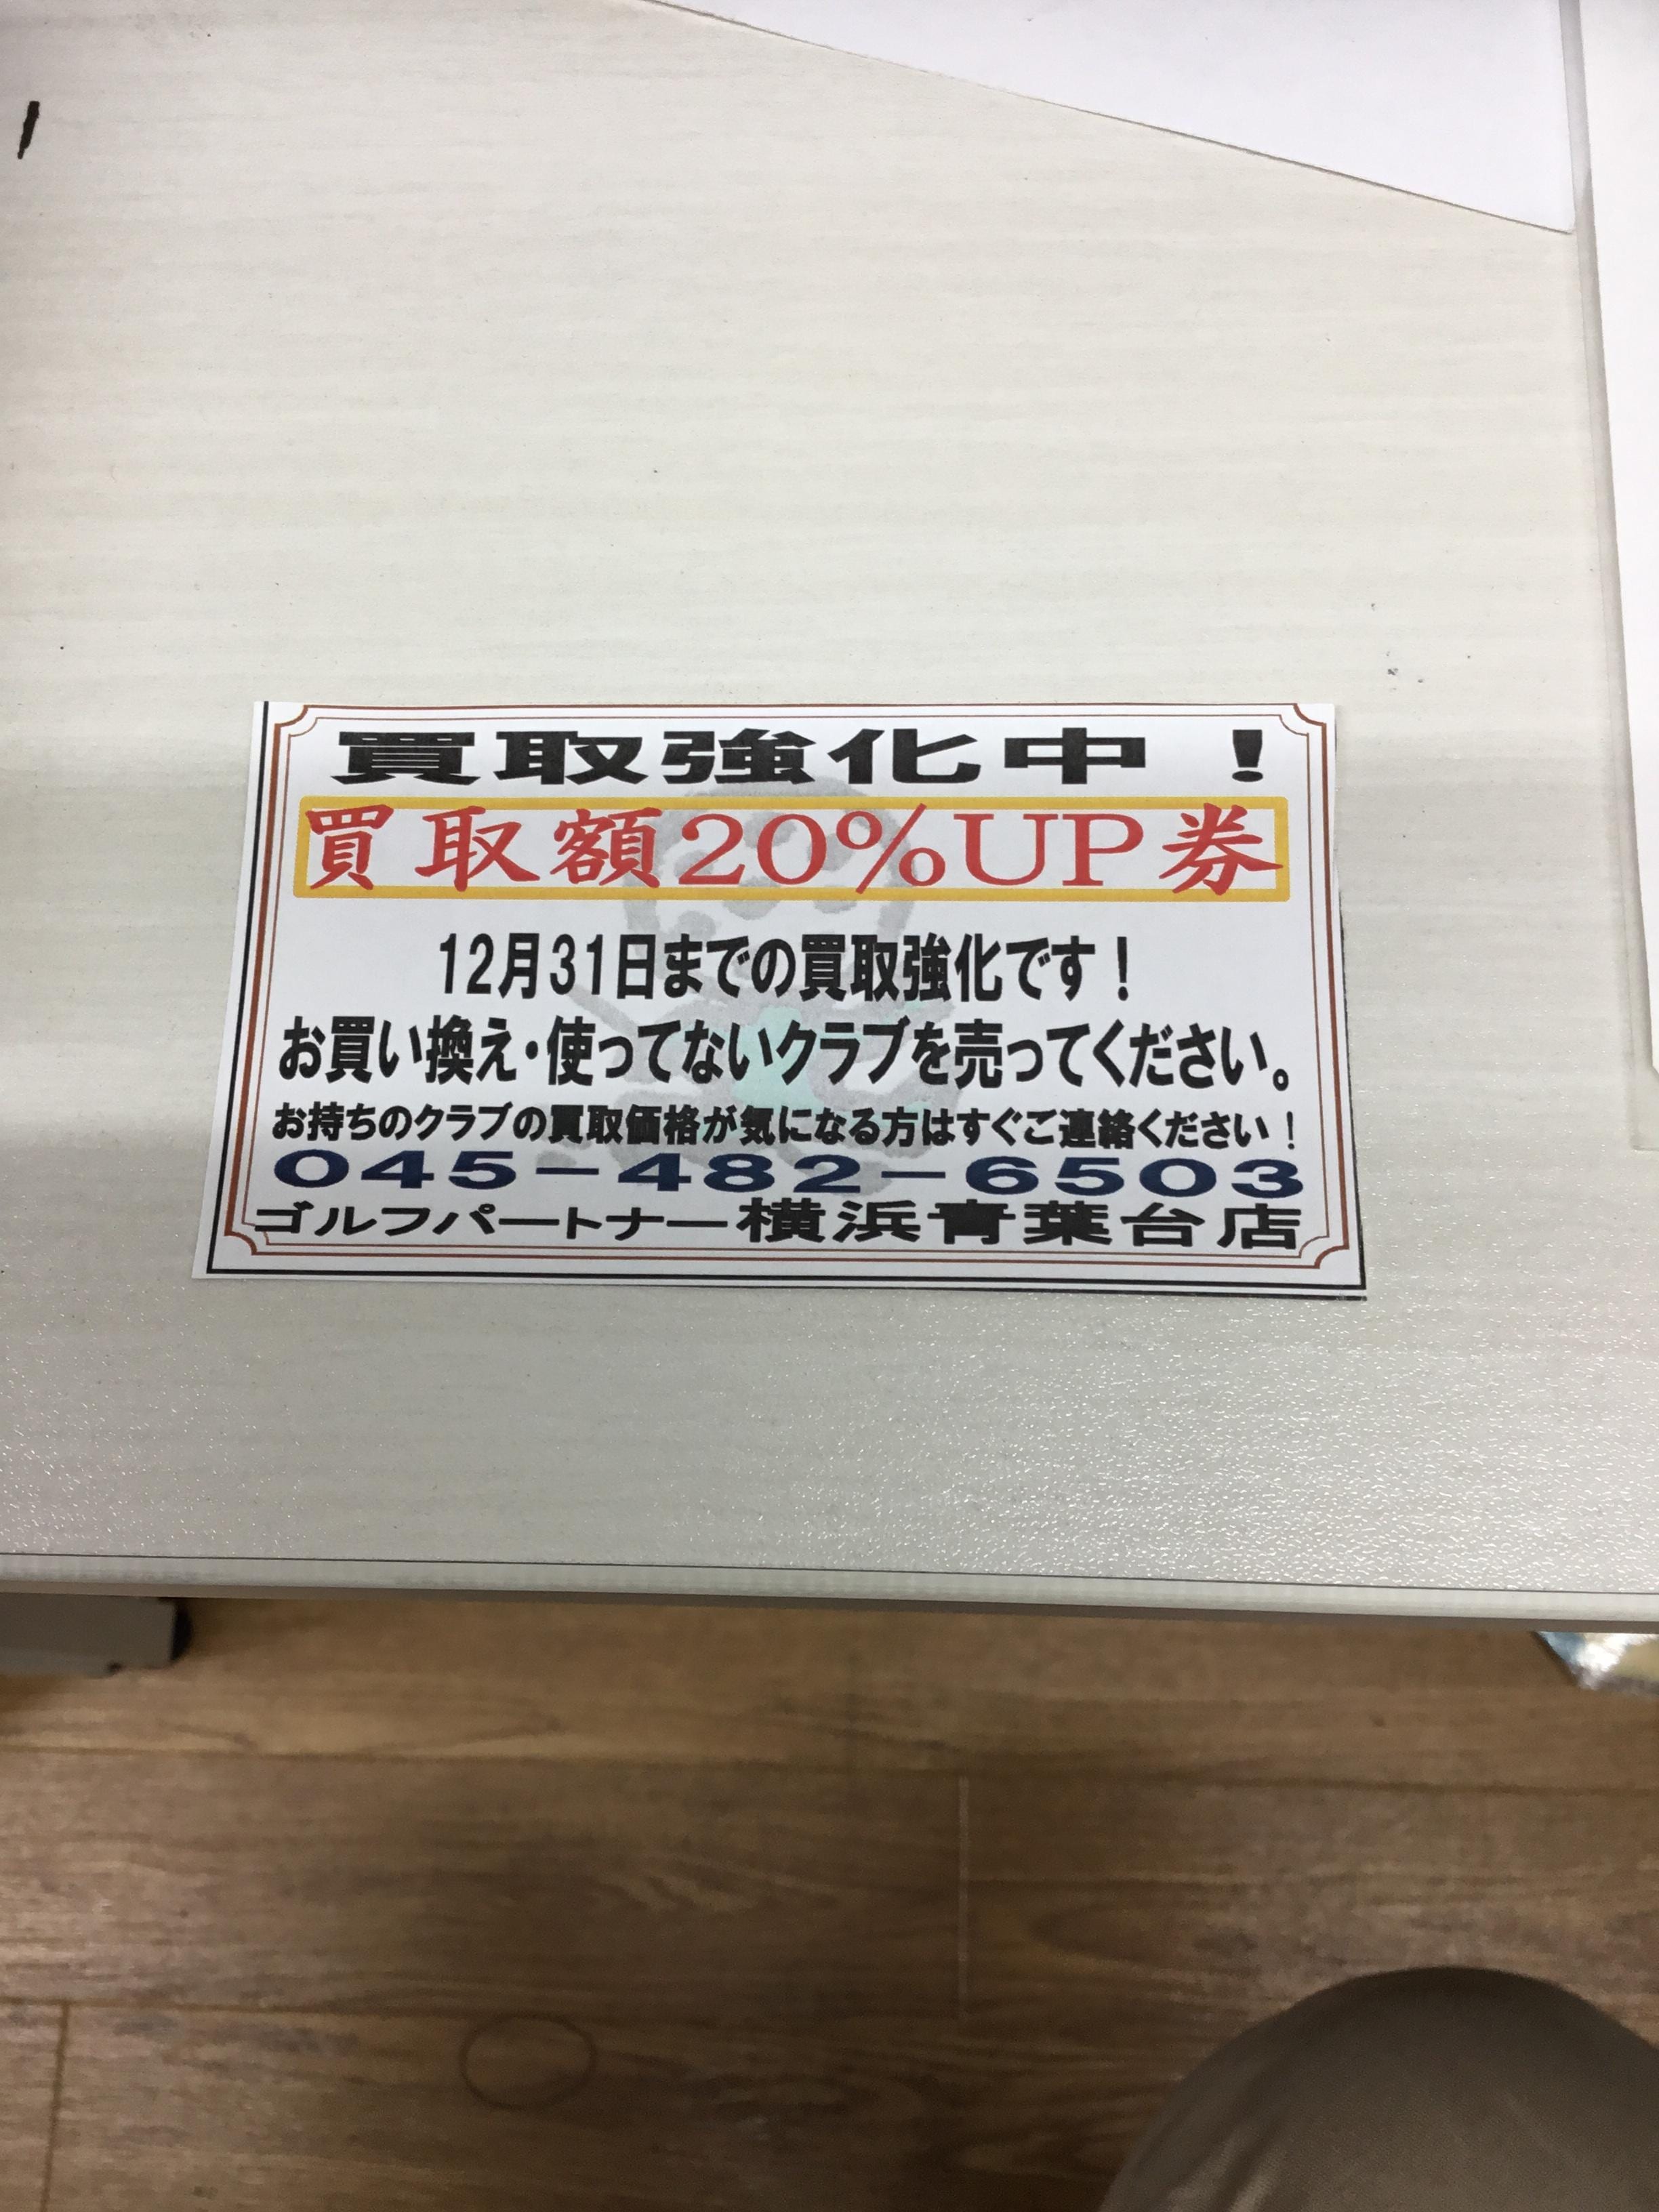 買取強化中！
買取額20%UP券
12月31日までの買取強化です！
お買い換え・使ってないクラブを売ってください。
お持ちのクラブの買取価格が気になる方はすぐご連絡ください！
045-482-6503
ゴルフパートナー横浜青葉台店